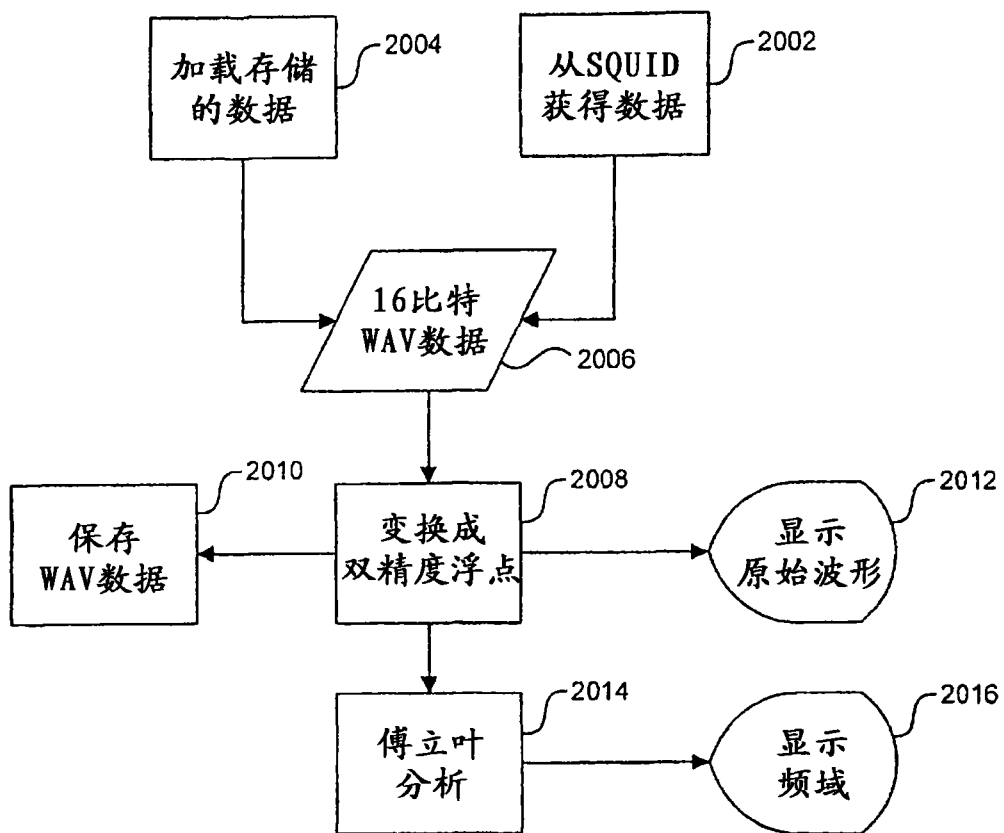 加载存储
的数据
2004
从SQUID
获得数据
2002
16比特
WAV数据
2006
保存
WAV数据
2010
变换成
双精度浮点
2008
显示
原始波形
2012
傅立叶
分析
2014
显示
频域
2016